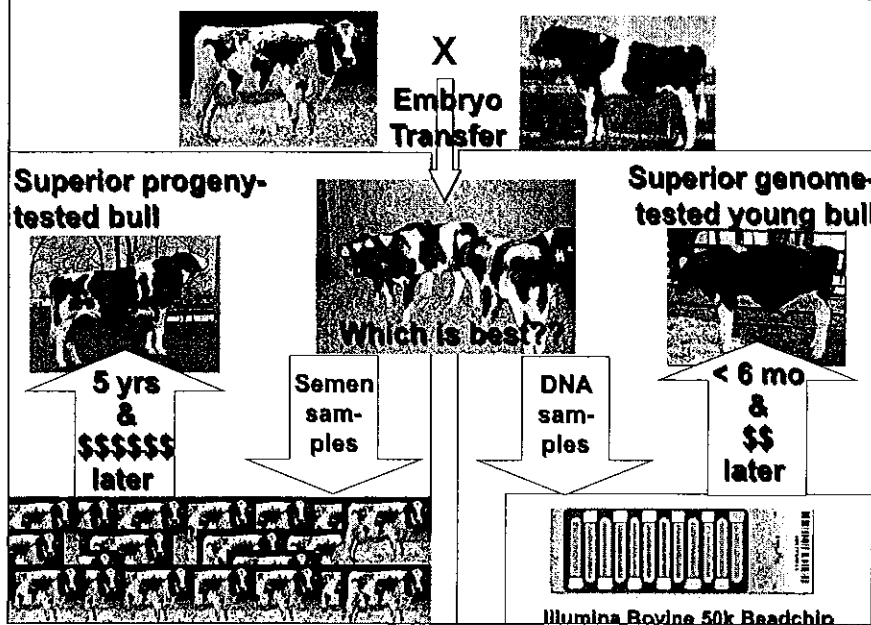 X
Embryo
Transfer
Superior progeny-
tested bull
Superior genome-
tested young bull
Which is best??
5 yrs
&
$$$$$$
later
Semen
sam-
ples
DNA
sam-
ples
< 6 mo
&
$$
later
Illumina Bovine 50k Beadchip